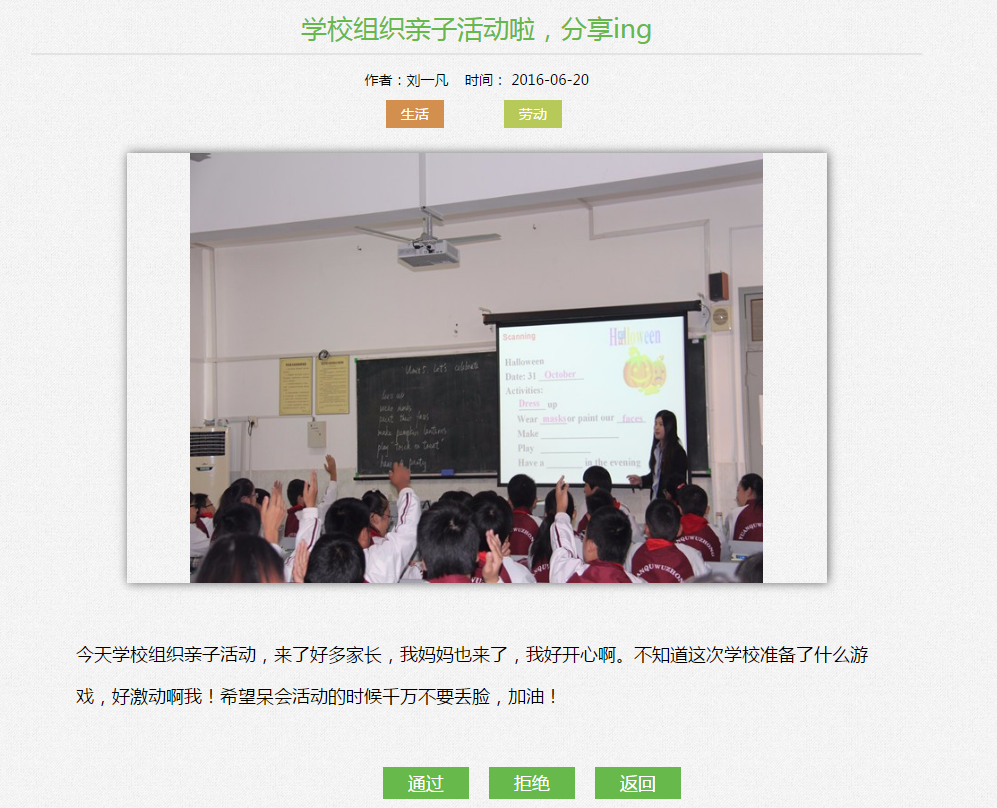 学校组织亲子活动啦，分享ing
作者：刘一凡 时间： 2016-06-20
生活 劳动
Unit 5 Let's celebrate
Scanning
Halloween
Halloween
Date: 31 October
Activities:
Dress up
Wear masks or paint our faces
Make
Play
Have a in the evening
have a party
今天学校组织亲子活动，来了好多家长，我妈妈也来了，我好开心啊。不知道这次学校准备了什么游
戏，好激动啊我！希望呆会活动的时候千万不要丢脸，加油！
通过 拒绝 返回